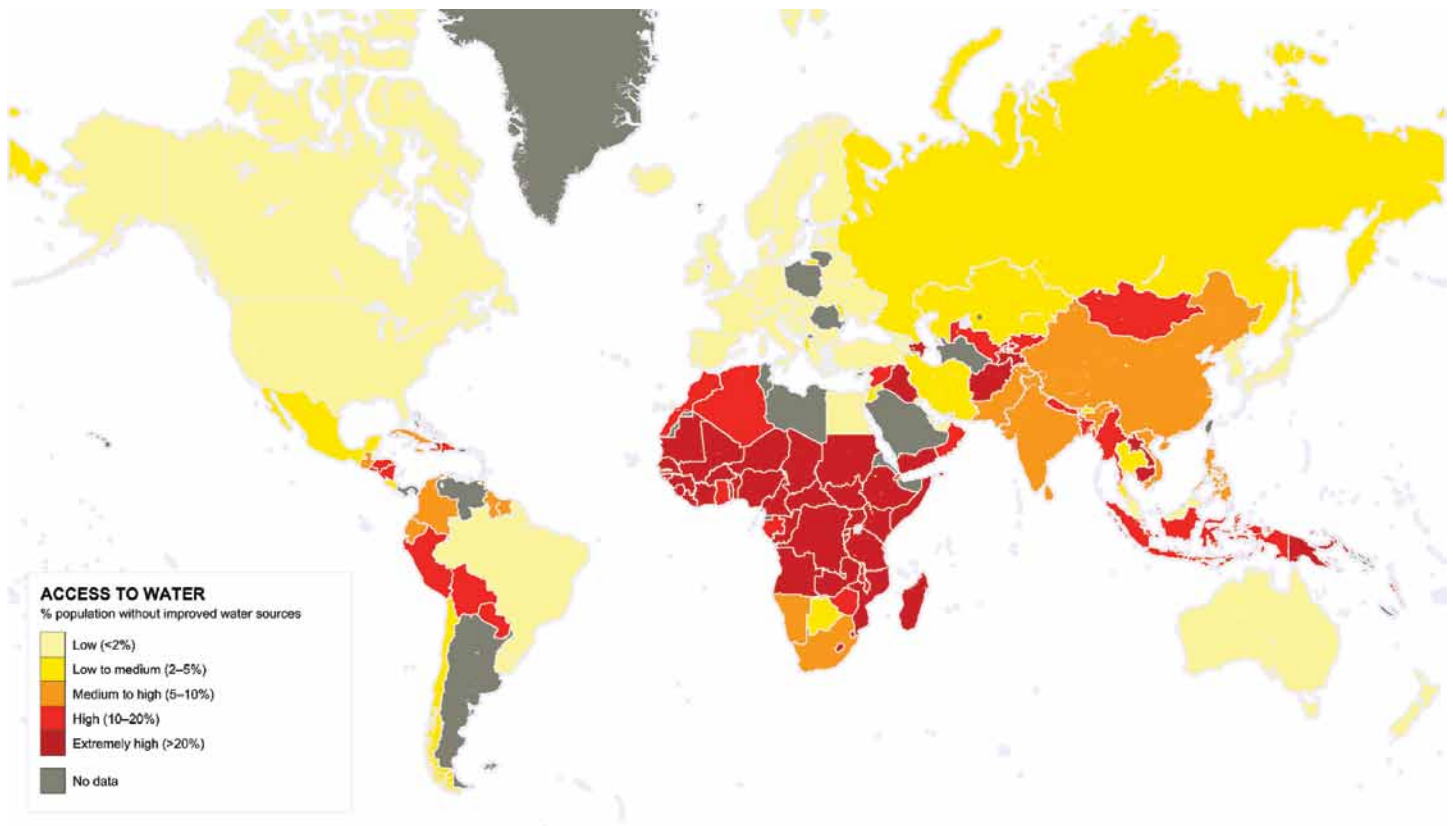 ACCESS TO WATER
% population without improved water sources
Low (<2%)
Low to medium (2–5%)
Medium to high (5–10%)
High (10–20%)
Extremely high (>20%)
No data